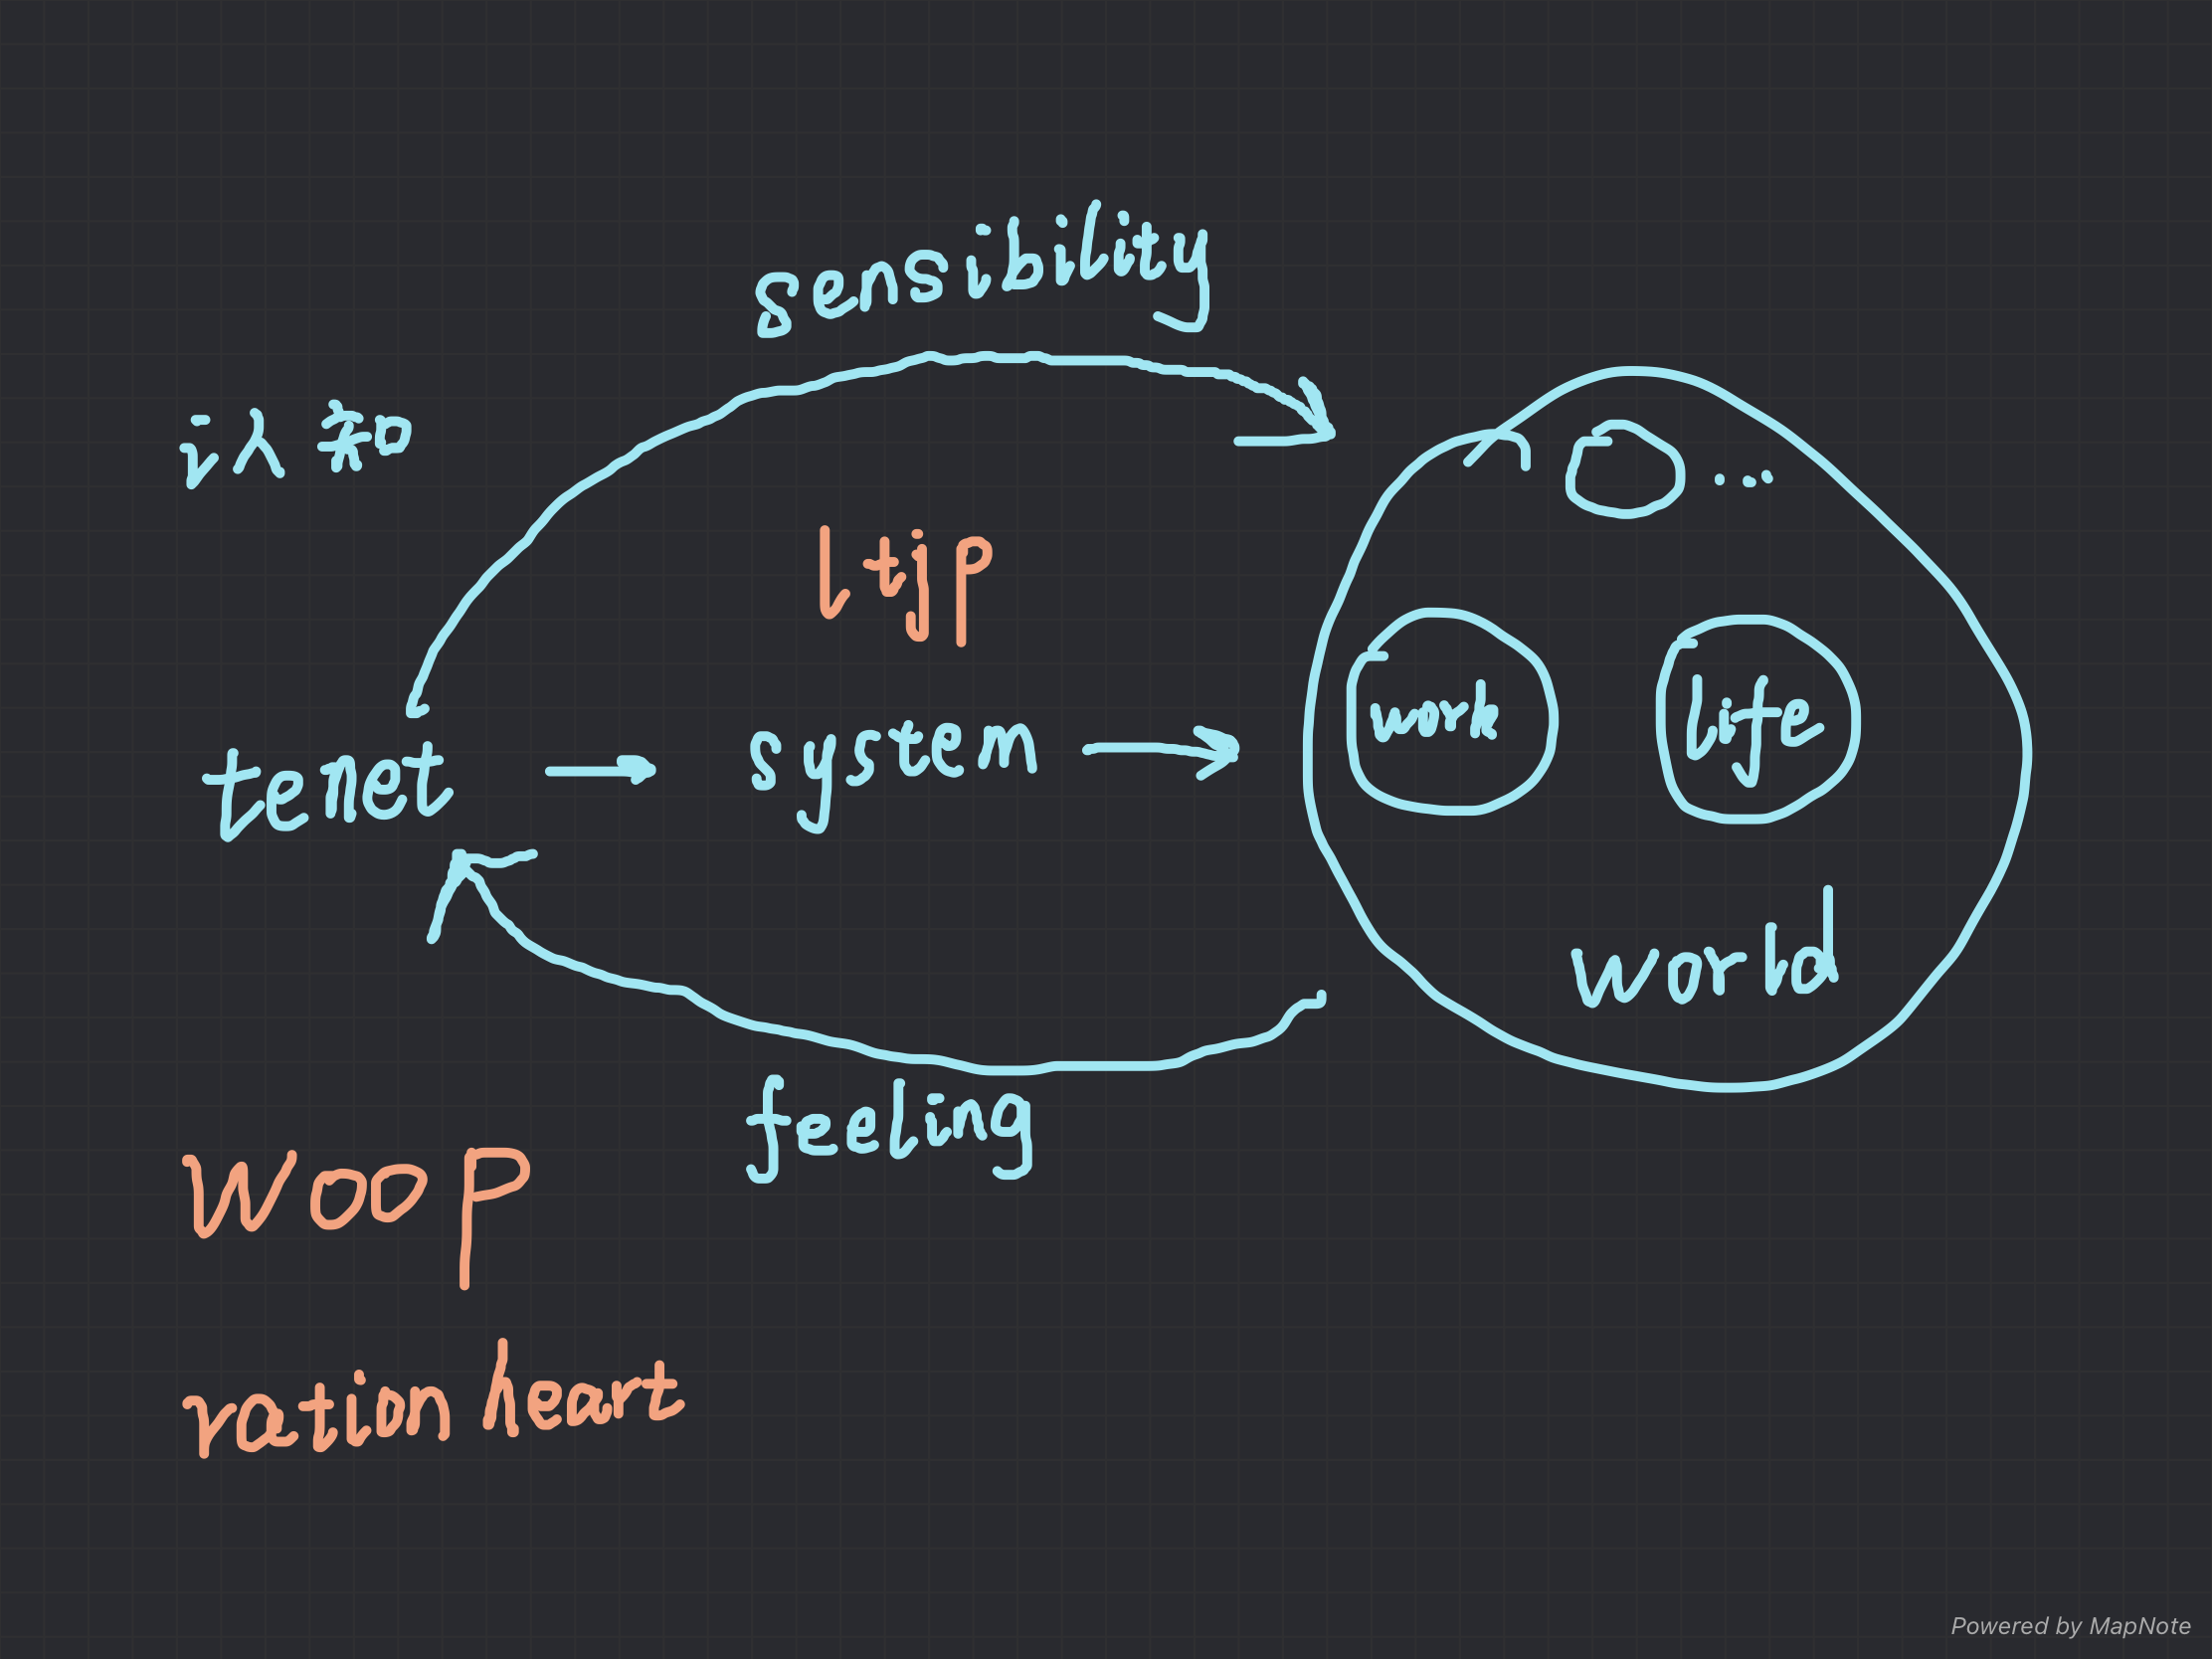 sensibility
认知
ltjp
tenet → system →
work
life
...
world
feeling
woop
ration heart
Powered by MapNote